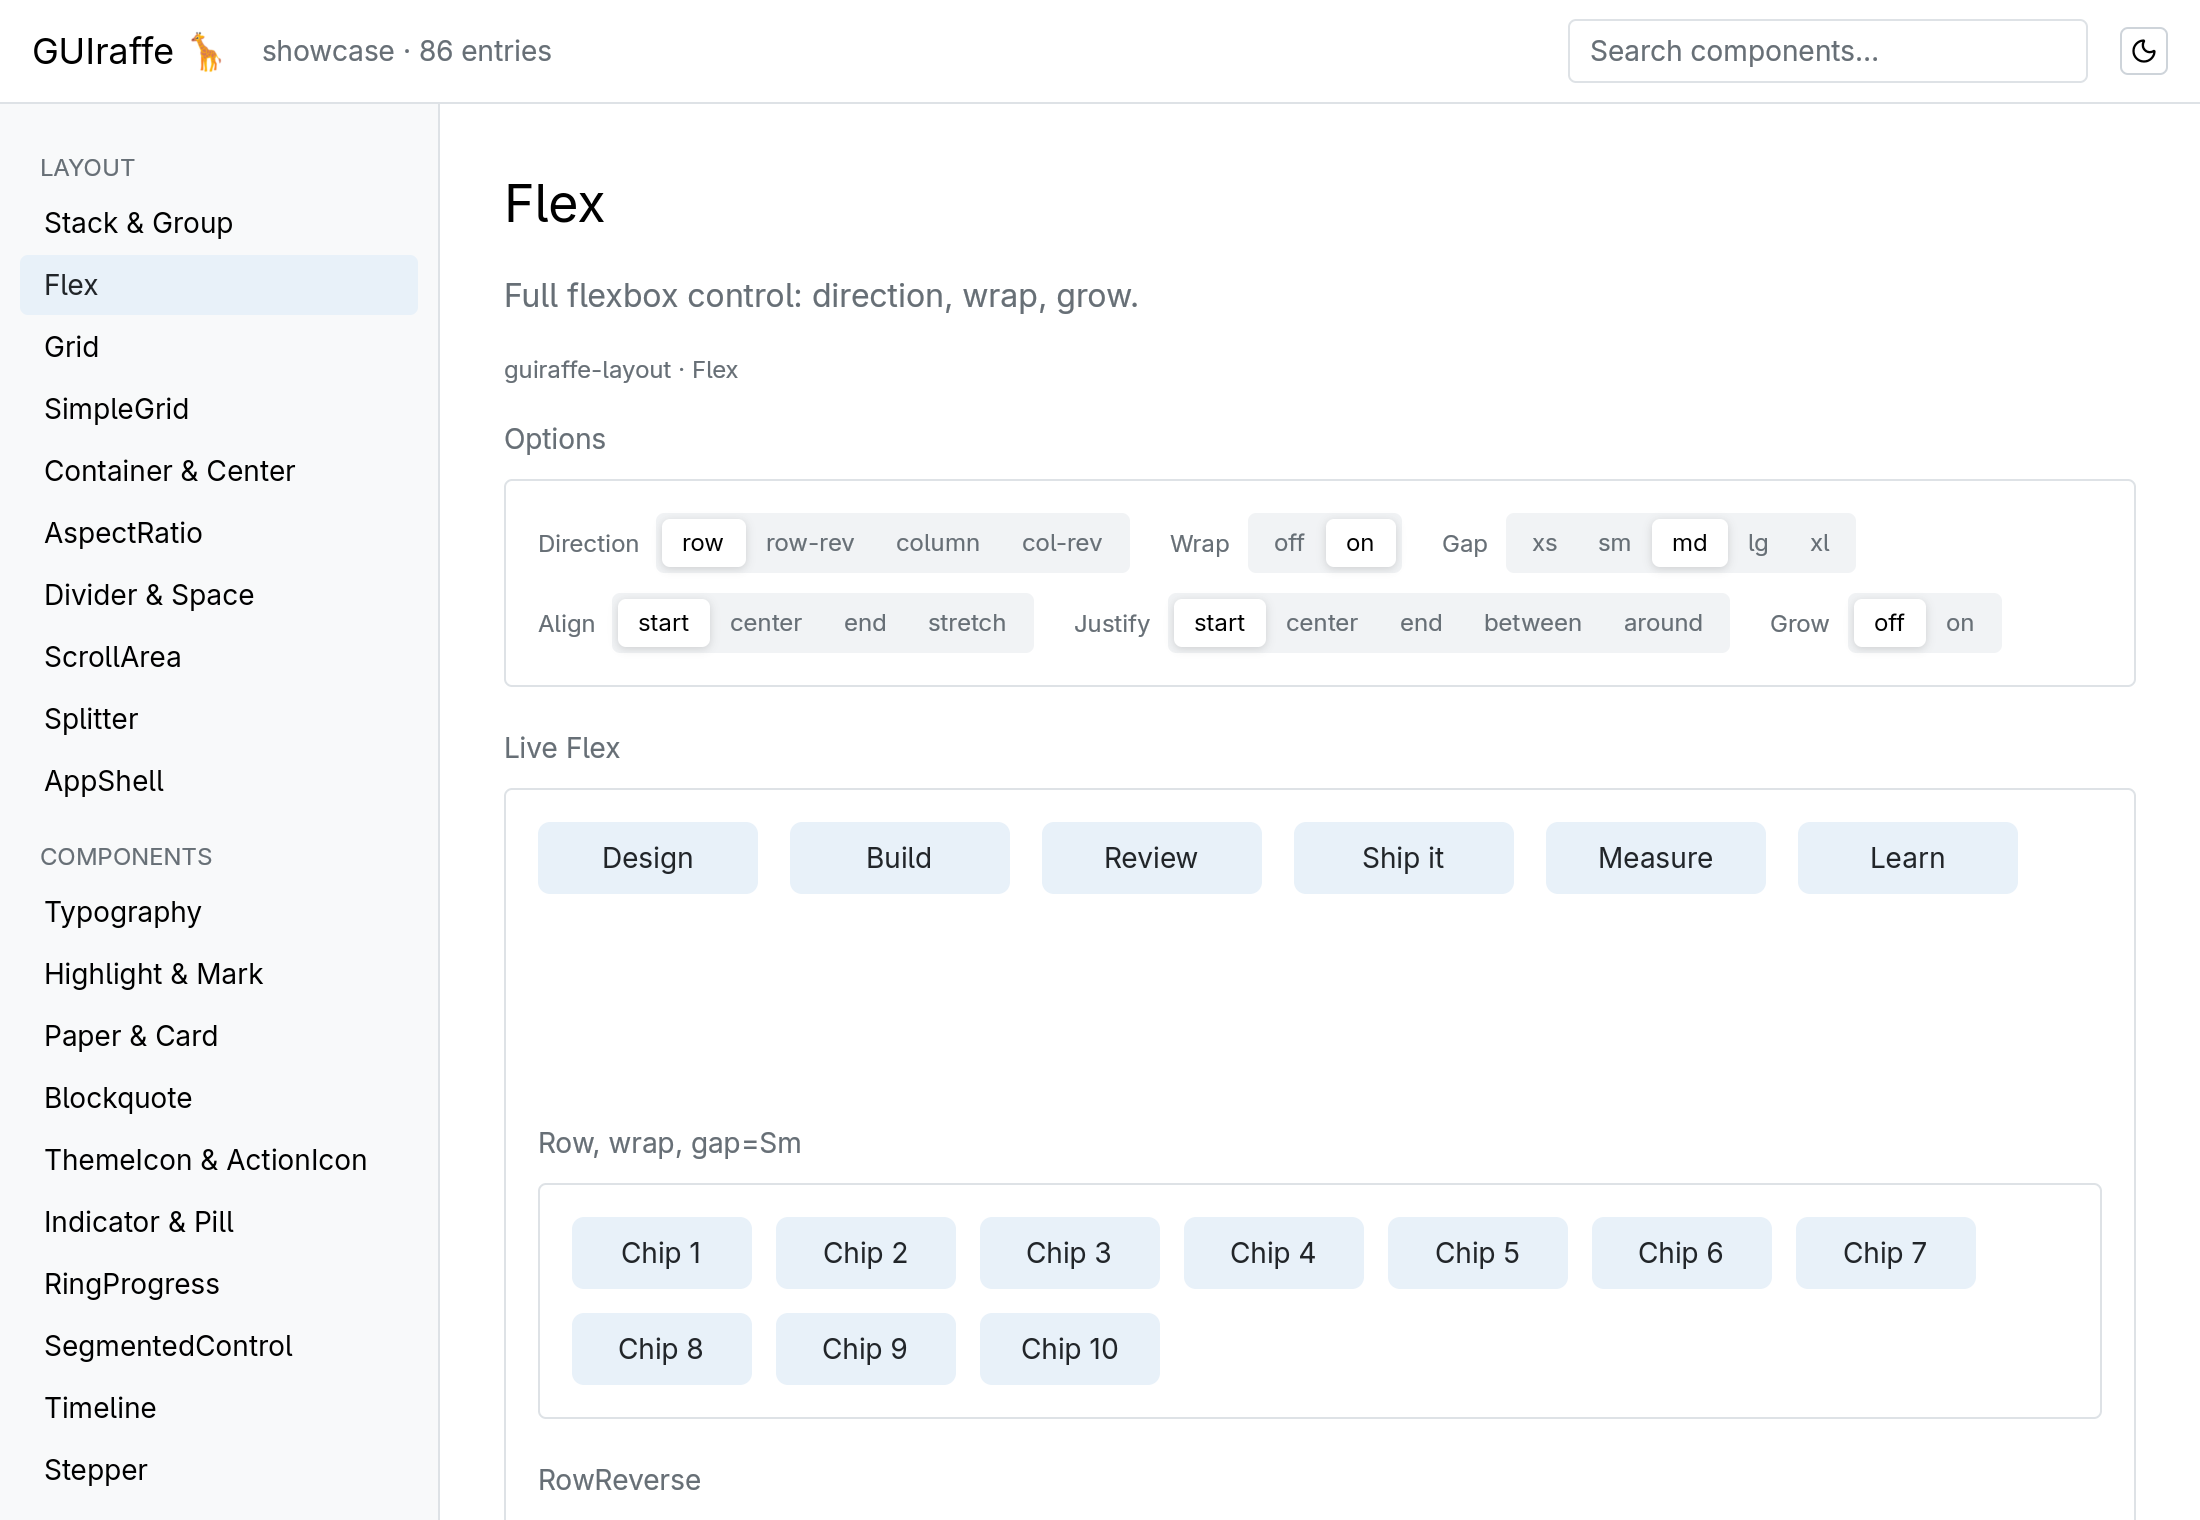 GUIraffe 🦒 showcase · 86 entries Search components...
LAYOUT
Stack & Group
Flex
Grid
SimpleGrid
Container & Center
AspectRatio
Divider & Space
ScrollArea
Splitter
AppShell
COMPONENTS
Typography
Highlight & Mark
Paper & Card
Blockquote
ThemeIcon & ActionIcon
Indicator & Pill
RingProgress
SegmentedControl
Timeline
Stepper
Flex
Full flexbox control: direction, wrap, grow.
guiraffe-layout · Flex
Options
Direction row row-rev column col-rev Wrap off on Gap xs sm md lg xl
Align start center end stretch Justify start center end between around Grow off on
Live Flex
Design Build Review Ship it Measure Learn
Row, wrap, gap=Sm
Chip 1 Chip 2 Chip 3 Chip 4 Chip 5 Chip 6 Chip 7
Chip 8 Chip 9 Chip 10
RowReverse